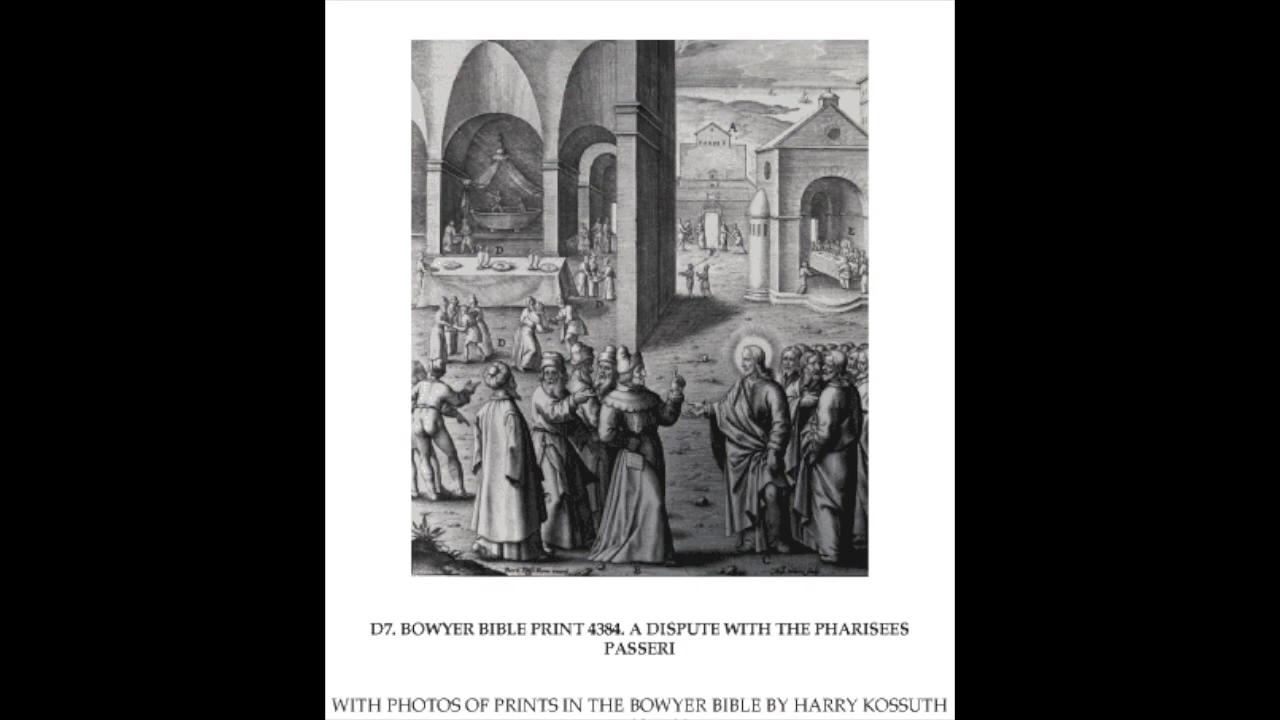 A
E
D
D
D
C
B
D7. BOWYER BIBLE PRINT 4384. A DISPUTE WITH THE PHARISEES
PASSERI
WITH PHOTOS OF PRINTS IN THE BOWYER BIBLE BY HARRY KOSSUTH